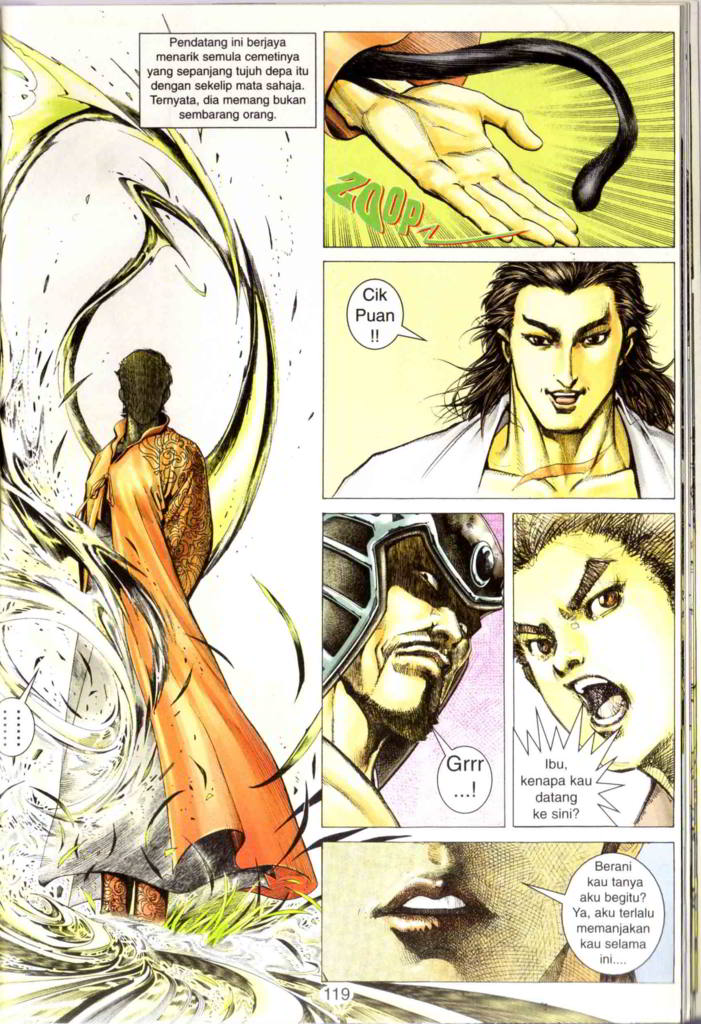 Pendatang ini berjaya
menarik semula cemetinya
yang sepanjang tujuh depa itu
dengan sekelip mata sahaja.
Ternyata, dia memang bukan
sembarang orang.
ZOOP
Cik
Puan
!!
......
Grrr
...!
Ibu,
kenapa kau
datang
ke sini?
Berani
kau tanya
aku begitu?
Ya, aku terlalu
memanjakan
kau selama
ini....
119